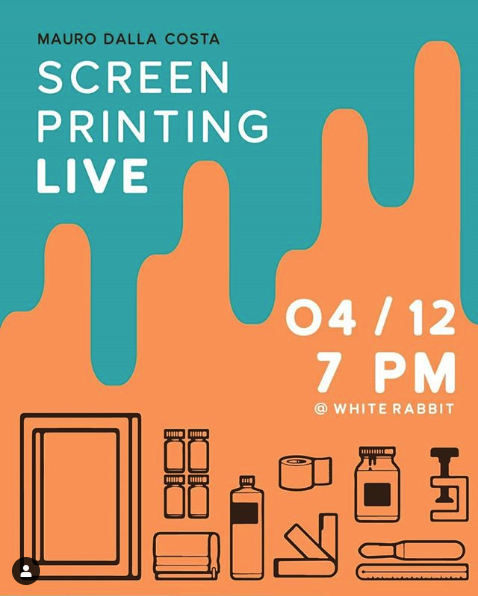 MAURO DALLA COSTA
SCREEN
PRINTING
LIVE
04 / 12
7 PM
@ WHITE RABBIT